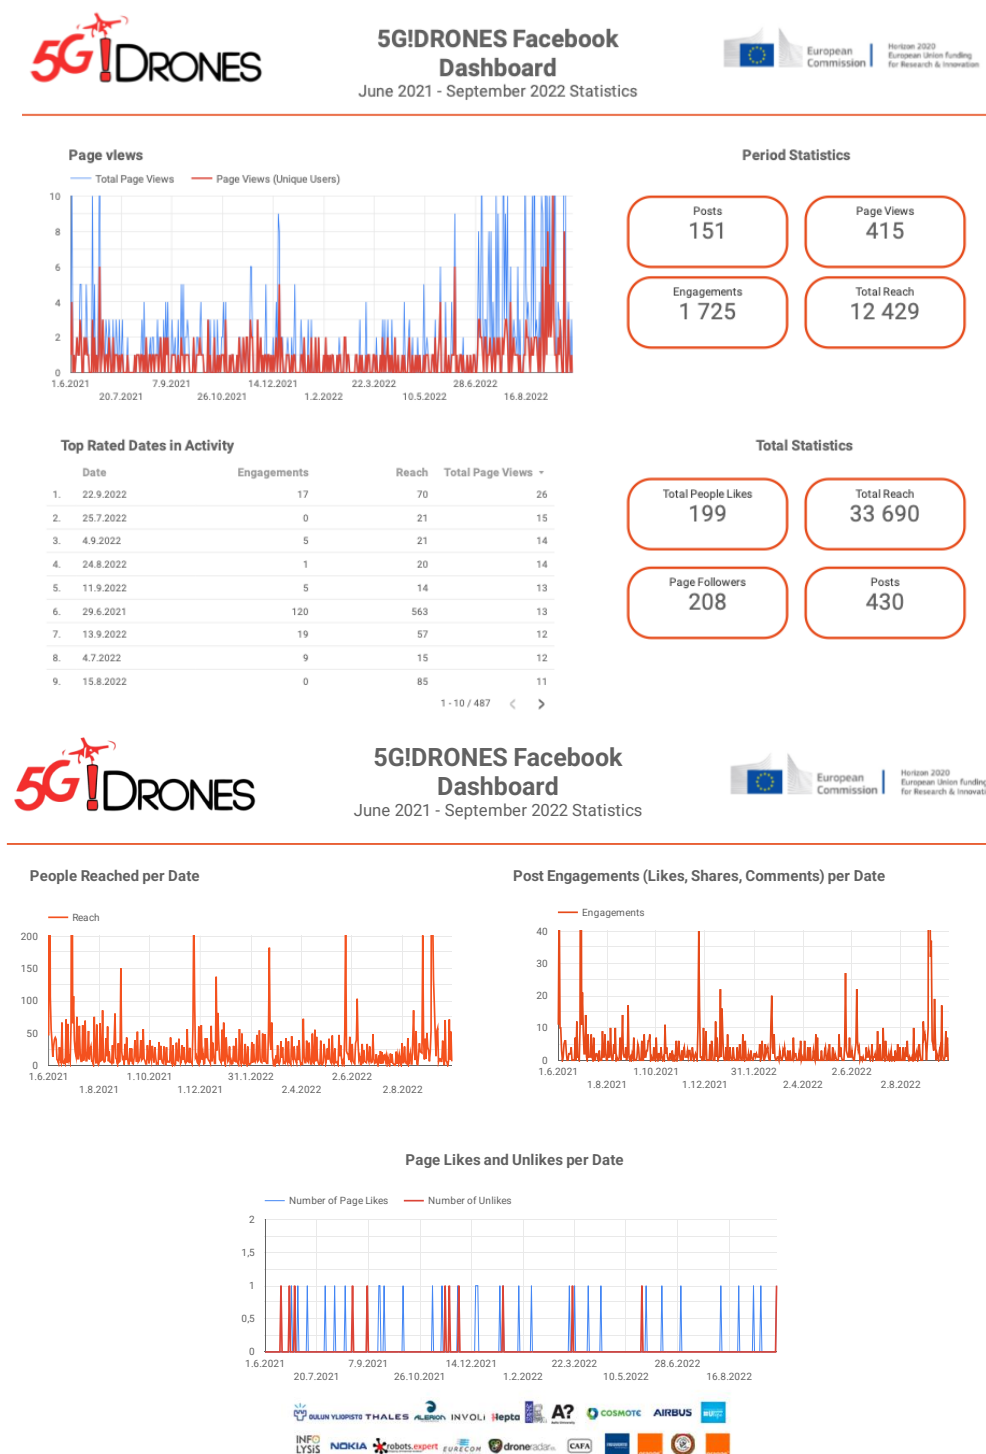 5G!DRONES
5G!DRONES Facebook
Dashboard
June 2021 - September 2022 Statistics
European
Commission
Horizon 2020
European Union funding
for Research & Innovation
Page views
Total Page Views
Page Views (Unique Users)
10
8
6
4
2
0
1.6.2021
7.9.2021
14.12.2021
22.3.2022
28.6.2022
20.7.2021
26.10.2021
1.2.2022
10.5.2022
16.8.2022
Period Statistics
Posts
151
Page Views
415
Engagements
1 725
Total Reach
12 429
Top Rated Dates in Activity
Date Engagements Reach Total Page Views
1. 22.9.2022 17 70 26
2. 25.7.2022 0 21 15
3. 4.9.2022 5 21 14
4. 24.8.2022 1 20 14
5. 11.9.2022 5 14 13
6. 29.6.2021 120 563 13
7. 13.9.2022 19 57 12
8. 4.7.2022 9 15 12
9. 15.8.2022 0 85 11
1 - 10 / 487
Total Statistics
Total People Likes
199
Total Reach
33 690
Page Followers
208
Posts
430
5G!DRONES
5G!DRONES Facebook
Dashboard
June 2021 - September 2022 Statistics
European
Commission
Horizon 2020
European Union funding
for Research & Innovati
People Reached per Date
Reach
200
150
100
50
0
1.6.2021
1.10.2021
31.1.2022
2.6.2022
1.8.2021
1.12.2021
2.4.2022
2.8.2022
Post Engagements (Likes, Shares, Comments) per Date
Engagements
40
30
20
10
0
1.6.2021
1.10.2021
31.1.2022
2.6.2022
1.8.2021
1.12.2021
2.4.2022
2.8.2022
Page Likes and Unlikes per Date
Number of Page Likes
Number of Unlikes
2
1,5
1
0,5
0
1.6.2021
7.9.2021
14.12.2021
22.3.2022
28.6.2022
20.7.2021
26.10.2021
1.2.2022
10.5.2022
16.8.2022
OULUN YLIOPISTO THALES ALERION INVOLI Hepta A? COSMOTE AIRBUS
INFOLYSiS NOKIA robots.expert EURECOM droneradar CAFA